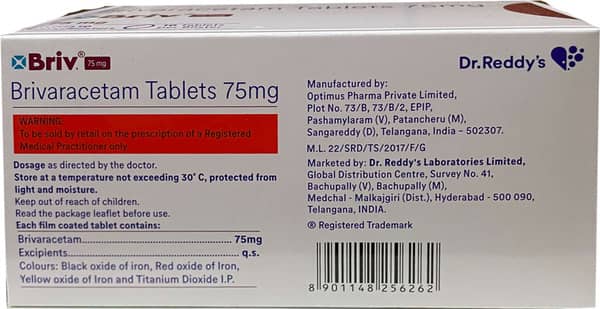 Briv.® 75 mg
Brivaracetam Tablets 75mg
WARNING:
To be sold by retail on the prescription of a Registered
Medical Practitioner only
Dosage as directed by the doctor.
Store at a temperature not exceeding 30° C, protected from
light and moisture.
Keep out of reach of children.
Read the package leaflet before use.
Each film coated tablet contains:
Brivaracetam 75mg
Excipients q.s.
Colours: Black oxide of iron, Red oxide of Iron,
Yellow oxide of Iron and Titanium Dioxide I.P.
Dr.Reddy's
Manufactured by:
Optimus Pharma Private Limited,
Plot No. 73/B, 73/B/2, EPIP,
Pashamylaram (V), Patancheru (M),
Sangareddy (D), Telangana, India - 502307.
M.L. 22/SRD/TS/2017/F/G
Marketed by: Dr. Reddy's Laboratories Limited,
Global Distribution Centre, Survey No. 41,
Bachupally (V), Bachupally (M),
Medchal - Malkajgiri (Dist.), Hyderabad - 500 090,
Telangana, INDIA.
® Registered Trademark
8 901148 256262